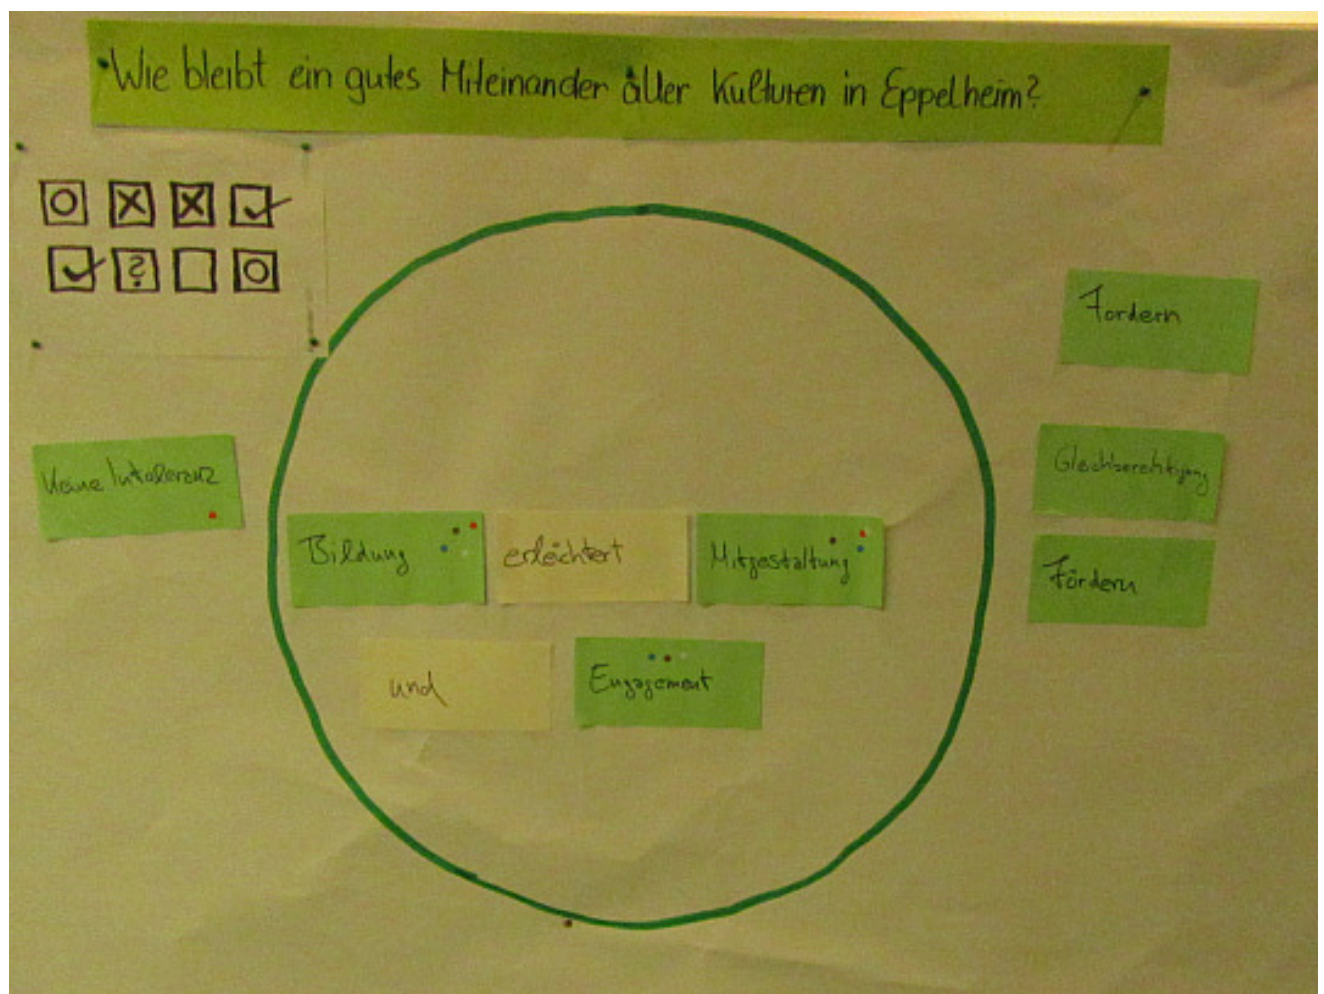 Wie bleibt ein gutes Miteinander aller Kulturen in Eppelheim?
?
Fordern
Keine Intoleranz
Gleichberechtigung
Bildung erleichtert Mitgestaltung
Fördern
und Engagement